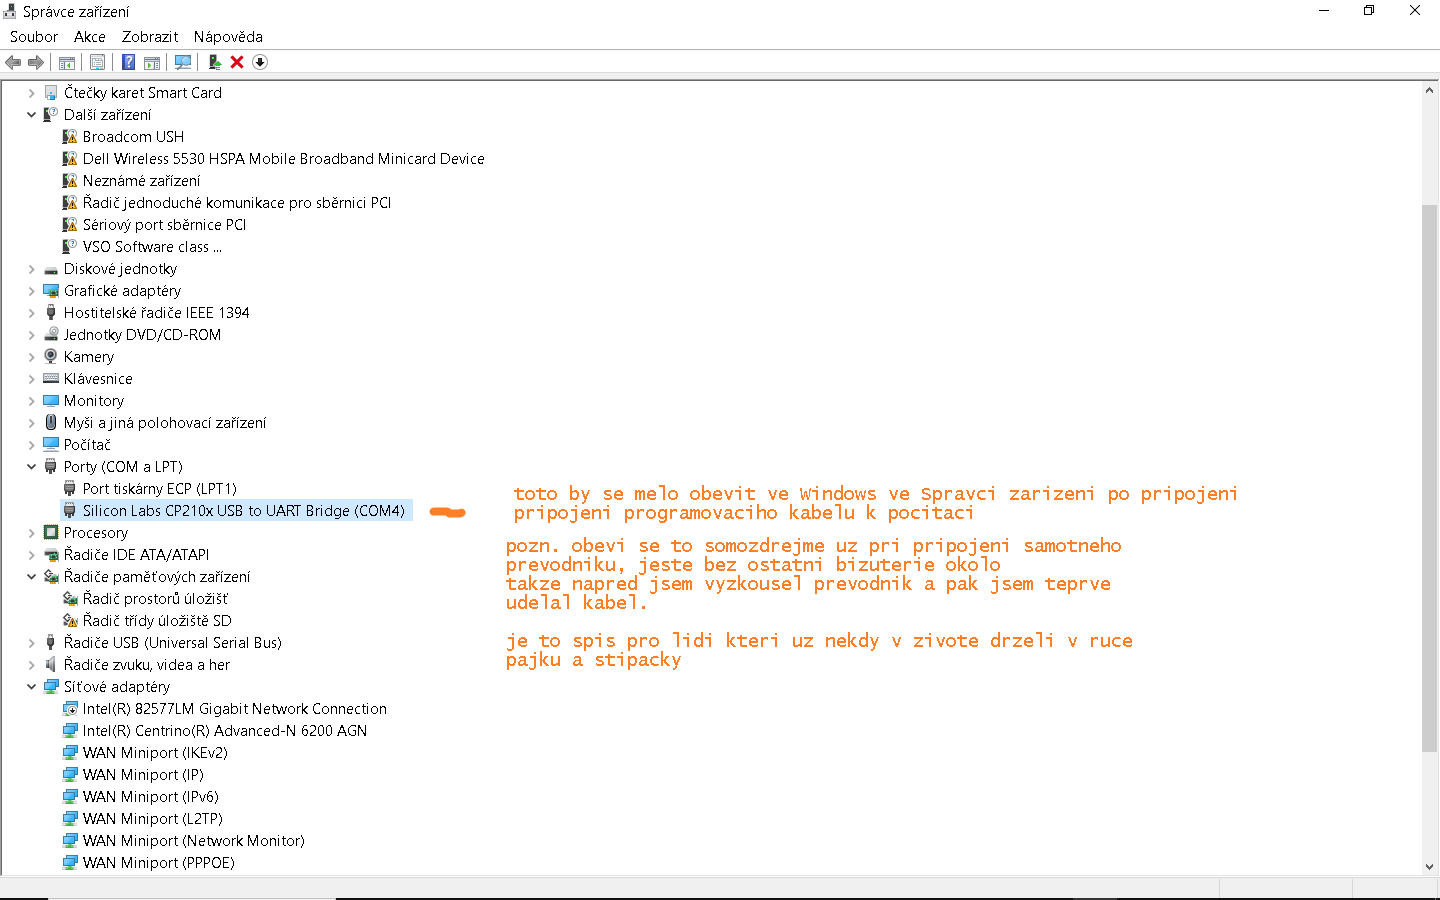 Správce zařízení
Soubor Akce Zobrazit Nápověda
Čtečky karet Smart Card
Další zařízení
Broadcom USH
Dell Wireless 5530 HSPA Mobile Broadband Minicard Device
Neznámé zařízení
Řadič jednoduché komunikace pro sběrnici PCI
Sériový port sběrnice PCI
VSO Software class ...
Diskové jednotky
Grafické adaptéry
Hostitelské řadiče IEEE 1394
Jednotky DVD/CD-ROM
Kamery
Klávesnice
Monitory
Myši a jiná polohovací zařízení
Počítač
Porty (COM a LPT)
Port tiskárny ECP (LPT1)
Silicon Labs CP210x USB to UART Bridge (COM4)
Procesory
Řadiče IDE ATA/ATAPI
Řadiče paměťových zařízení
Řadič prostorů úložišť
Řadič třídy úložiště SD
Řadiče USB (Universal Serial Bus)
Řadiče zvuku, videa a her
Síťové adaptéry
Intel(R) 82577LM Gigabit Network Connection
Intel(R) Centrino(R) Advanced-N 6200 AGN
WAN Miniport (IKEv2)
WAN Miniport (IP)
WAN Miniport (IPv6)
WAN Miniport (L2TP)
WAN Miniport (Network Monitor)
WAN Miniport (PPPOE)
toto by se melo obevit ve Windows ve Spravci zarizeni po pripojeni
pripojeni programovaciho kabelu k pocitaci
pozn. obevi se to somozdrejme uz pri pripojeni samotneho
prevodniku, jeste bez ostatni bizuterie okolo
takze napred jsem vyzkousel prevodnik a pak jsem teprve
udelal kabel.
je to spis pro lidi kteri uz nekdy v zivote drzeli v ruce
pajku a stipacky